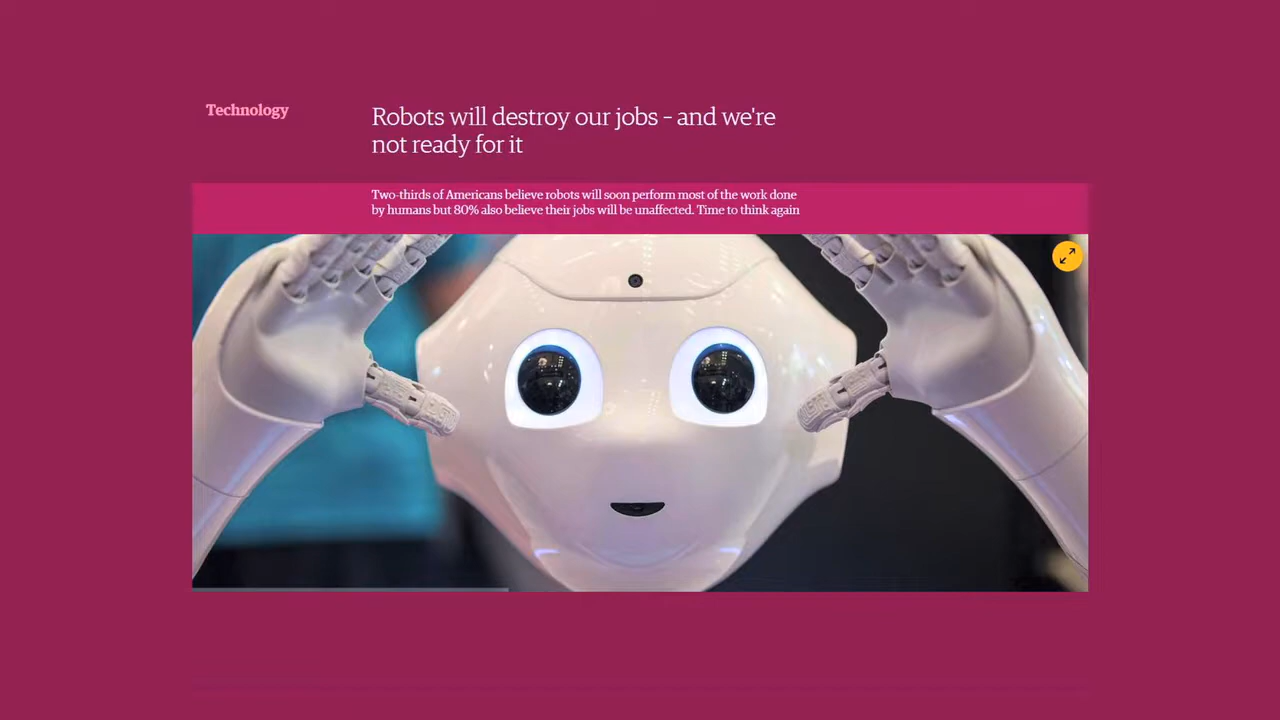 Technology
Robots will destroy our jobs – and we're
not ready for it
Two-thirds of Americans believe robots will soon perform most of the work done
by humans but 80% also believe their jobs will be unaffected. Time to think again